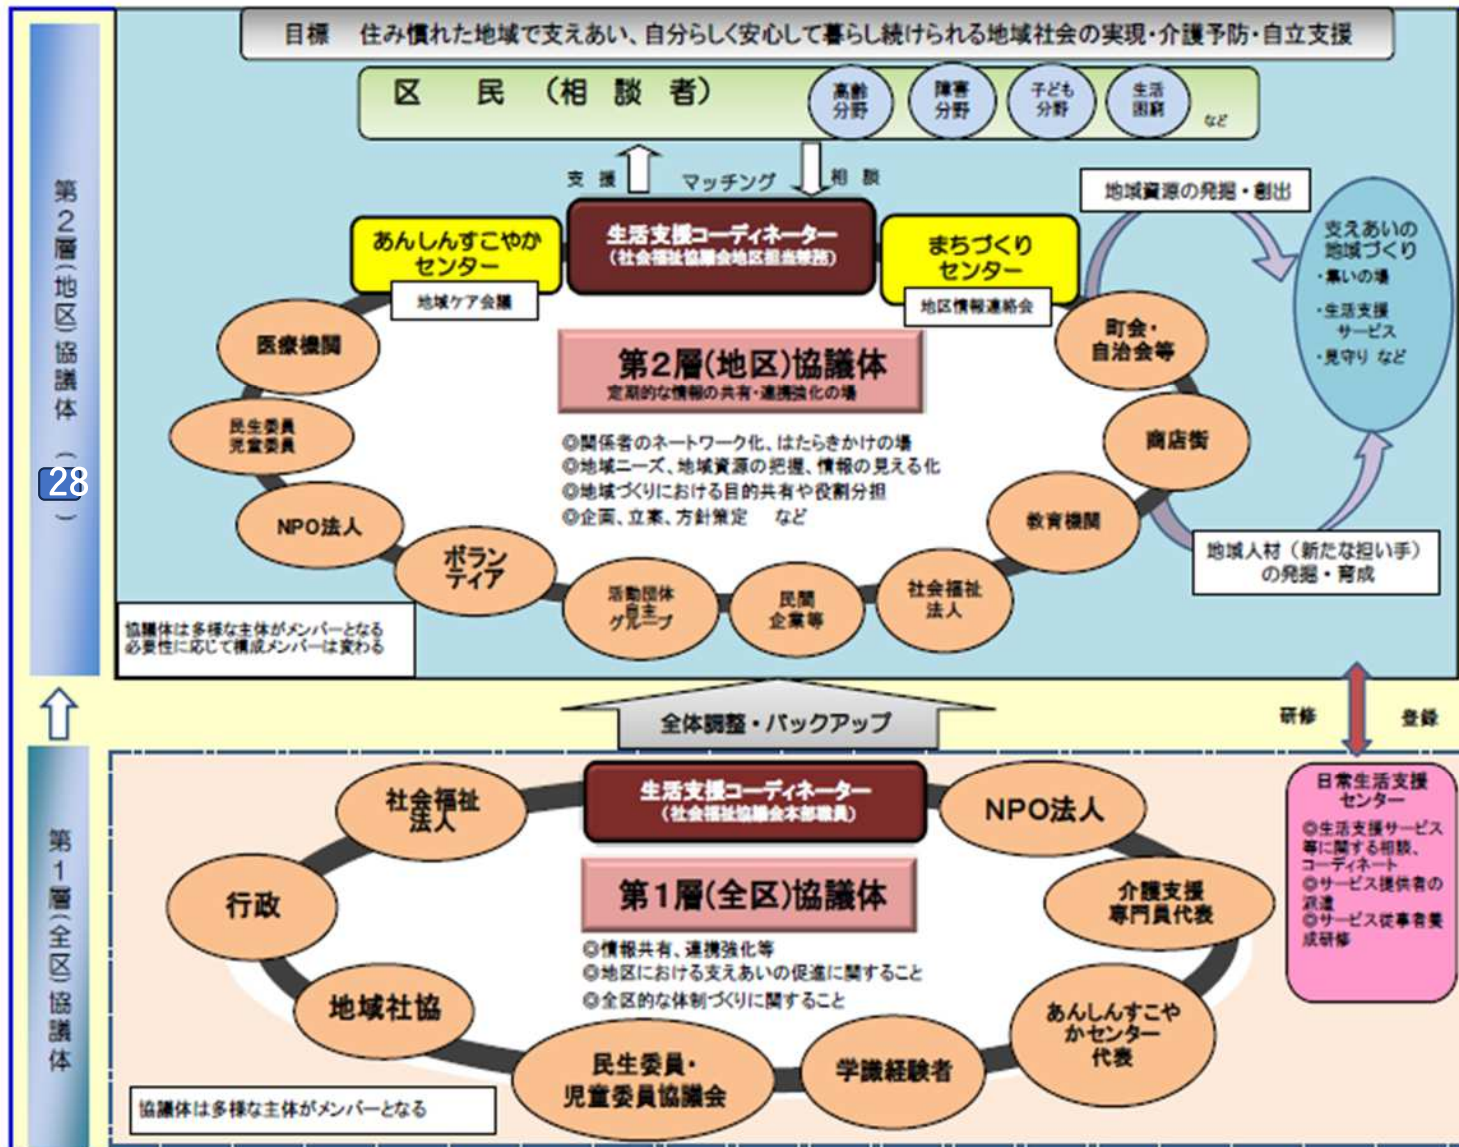 目標 住み慣れた地域で支えあい、自分らしく安心して暮らし続けられる地域社会の実現・介護予防・自立支援
区 民 (相 談 者)
高齢
分野
障害
分野
子ども
分野
生活
困窮
など
支 援
マッチング
相 談
第2層(地区)協議体(
28
)
あんしんすこやか
センター
地域ケア会議
生活支援コーディネーター
(社会福祉協議会地区担当兼務)
まちづくり
センター
地区情報連絡会
地域資源の発掘・創出
支えあいの
地域づくり
・集いの場
・生活支援
サービス
・見守り など
医療機関
民生委員
児童委員
NPO法人
ボラン
ティア
活動団体
自主
グループ
民間
企業等
社会福祉
法人
教育機関
商店街
町会・
自治会等
第2層(地区)協議体
定期的な情報の共有・連携強化の場
◎関係者のネットワーク化、はたらきかけの場
◎地域ニーズ、地域資源の把握、情報の見える化
◎地域づくりにおける目的共有や役割分担
◎企画、立案、方針策定 など
地域人材(新たな担い手)
の発掘・育成
協議体は多様な主体がメンバーとなる
必要性に応じて構成メンバーは変わる
全体調整・バックアップ
研修
登録
第1層(全区)協議体
生活支援コーディネーター
(社会福祉協議会本部職員)
社会福祉
法人
行政
地域社協
民生委員・
児童委員協議会
学識経験者
あんしんすこや
かセンター
代表
介護支援
専門員代表
NPO法人
第1層(全区)協議体
◎情報共有、連携強化等
◎地区における支えあいの促進に関すること
◎全区的な体制づくりに関すること
協議体は多様な主体がメンバーとなる
日常生活支援
センター
◎生活支援サービス
等に関する相談、
コーディネート
◎サービス提供者の
派遣
◎サービス従事者養
成研修